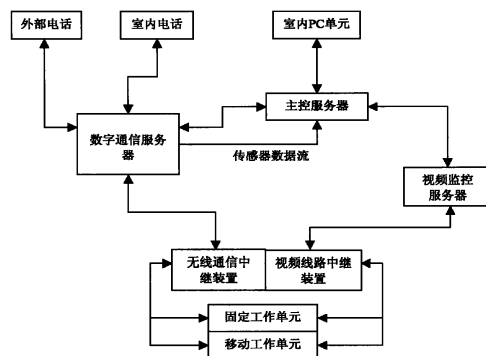 外部电话
室内电话
室内PC单元
主控服务器
数字通信服务
器
传感器数据流
视频监控
服务器
无线通信中
继装置
视频线路中继
装置
固定工作单元
移动工作单元